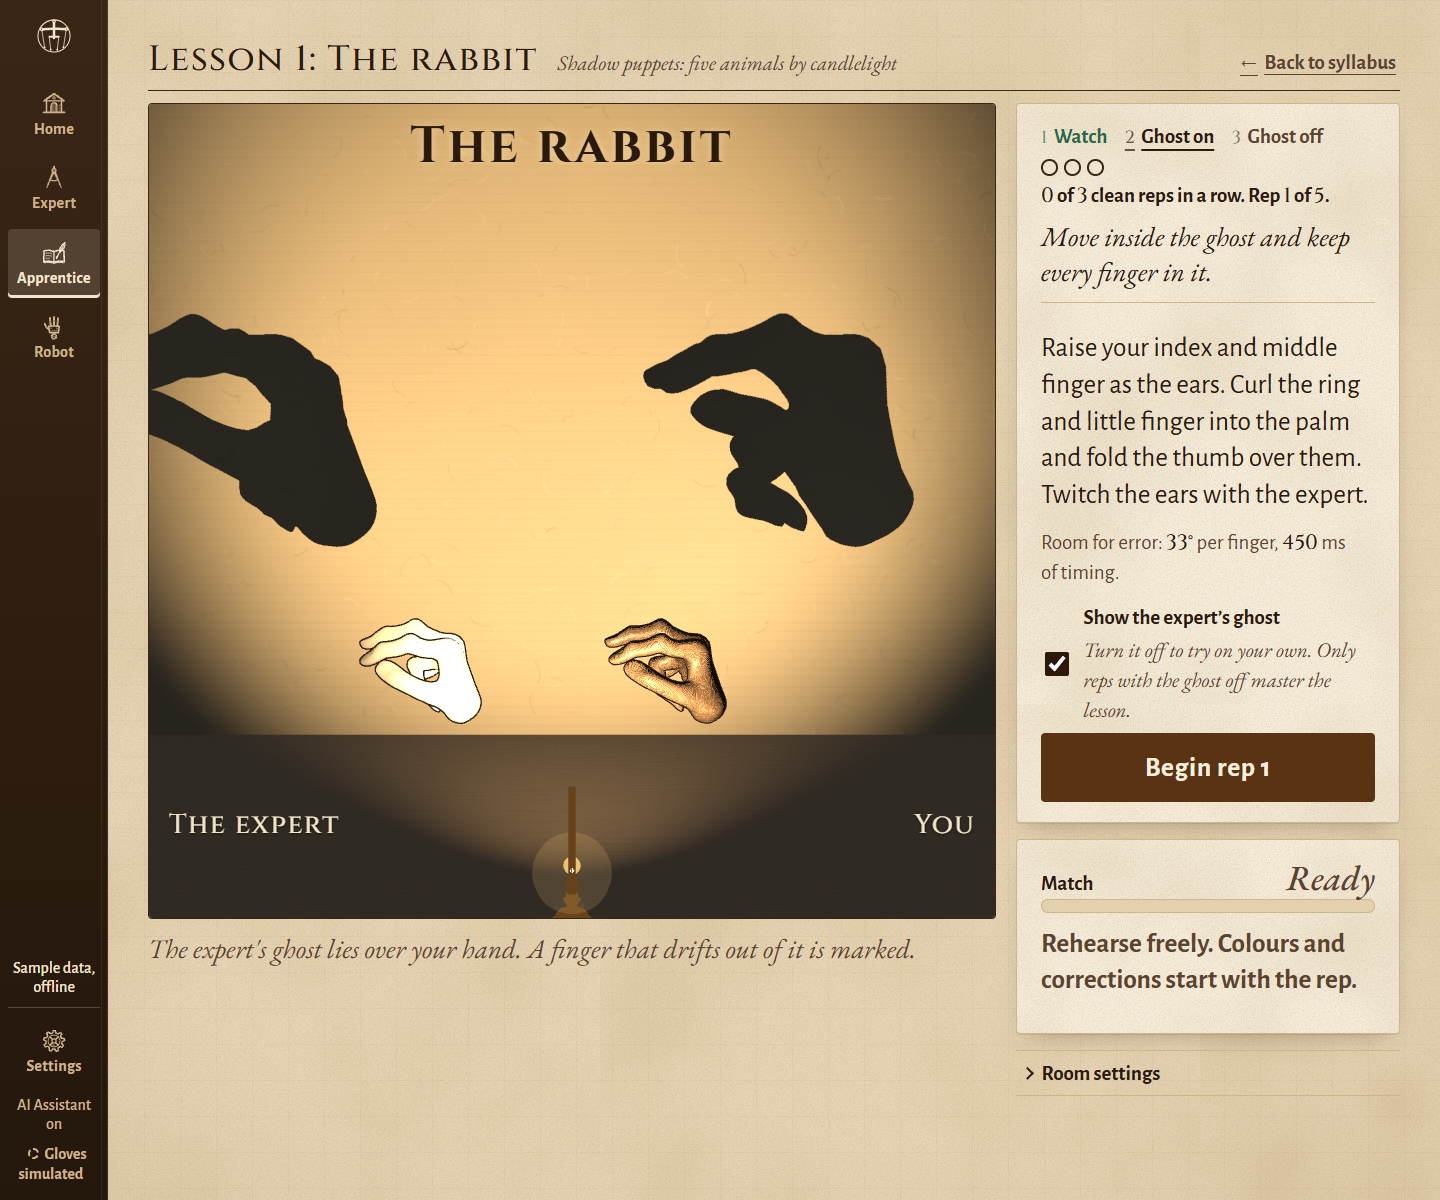 Home
Expert
Apprentice
Robot
Sample data,
offline
Settings
AI Assistant
on
Gloves
simulated
Lesson 1: The rabbit
Shadow puppets: five animals by candlelight
← Back to syllabus
The rabbit
The expert
You
The expert's ghost lies over your hand. A finger that drifts out of it is marked.
1 Watch 2 Ghost on 3 Ghost off
0 of 3 clean reps in a row. Rep 1 of 5.
Move inside the ghost and keep
every finger in it.
Raise your index and middle
finger as the ears. Curl the ring
and little finger into the palm
and fold the thumb over them.
Twitch the ears with the expert.
Room for error: 33° per finger, 450 ms
of timing.
Show the expert’s ghost
Turn it off to try on your own. Only
reps with the ghost off master the
lesson.
Begin rep 1
Match Ready
Rehearse freely. Colours and
corrections start with the rep.
Room settings